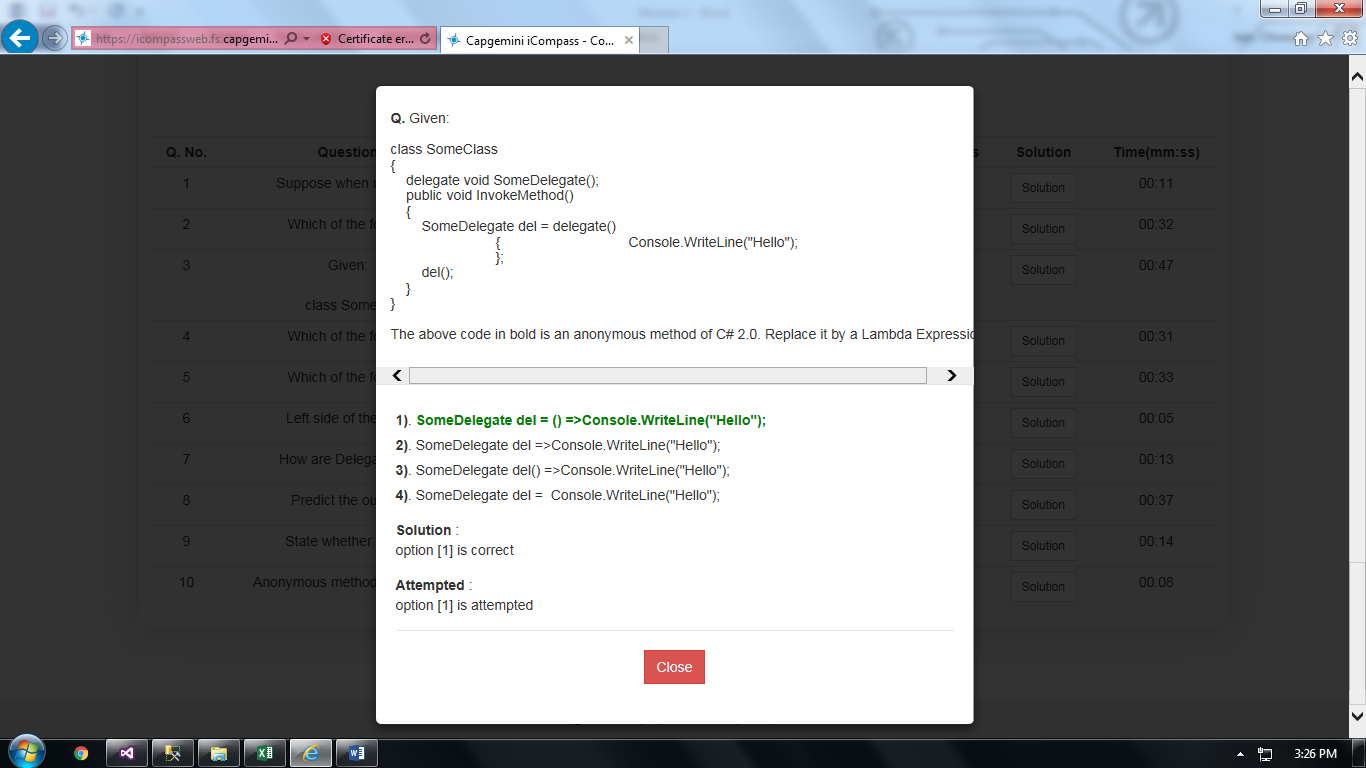 https://icompassweb.fs.capgemi...
Certificate er...
Capgemini iCompass - Co...
Q. No.
Question
s
Solution
Time(mm:ss)
1
Suppose when
Solution
00:11
2
Which of the f
Solution
00:32
3
Given:
Solution
00:47
class Some
4
Which of the f
Solution
00:31
5
Which of the f
Solution
00:33
6
Left side of the
Solution
00:05
7
How are Delega
Solution
00:13
8
Predict the ou
Solution
00:37
9
State whether
Solution
00:14
10
Anonymous method
Solution
00:08
Q. Given:
class SomeClass
{
delegate void SomeDelegate();
public void InvokeMethod()
{
SomeDelegate del = delegate()
{ Console.WriteLine("Hello");
};
del();
}
}
The above code in bold is an anonymous method of C# 2.0. Replace it by a Lambda Expressio
1). SomeDelegate del = () =>Console.WriteLine("Hello");
2). SomeDelegate del =>Console.WriteLine("Hello");
3). SomeDelegate del() =>Console.WriteLine("Hello");
4). SomeDelegate del =  Console.WriteLine("Hello");
Solution :
option [1] is correct
Attempted :
option [1] is attempted
Close
3:26 PM